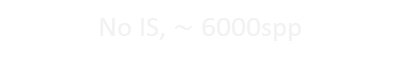 No IS, ~ 6000spp